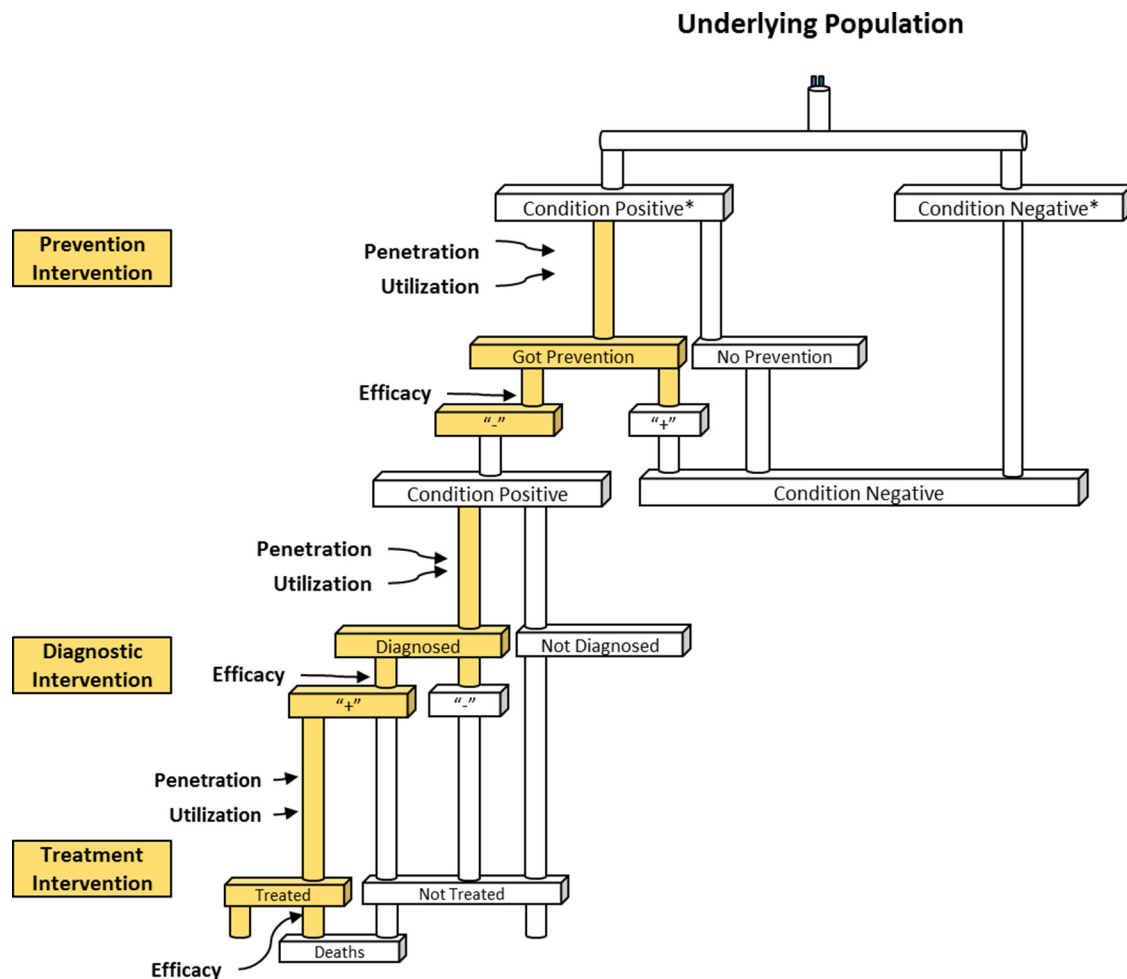 Underlying Population
Condition Positive*
Condition Negative*
Prevention
Intervention
Penetration
Utilization
Got Prevention
No Prevention
Efficacy
“-”
“+”
Condition Positive
Condition Negative
Penetration
Utilization
Diagnostic
Intervention
Diagnosed
Not Diagnosed
Efficacy
“+”
“-”
Penetration
Utilization
Treatment
Intervention
Treated
Not Treated
Deaths
Efficacy